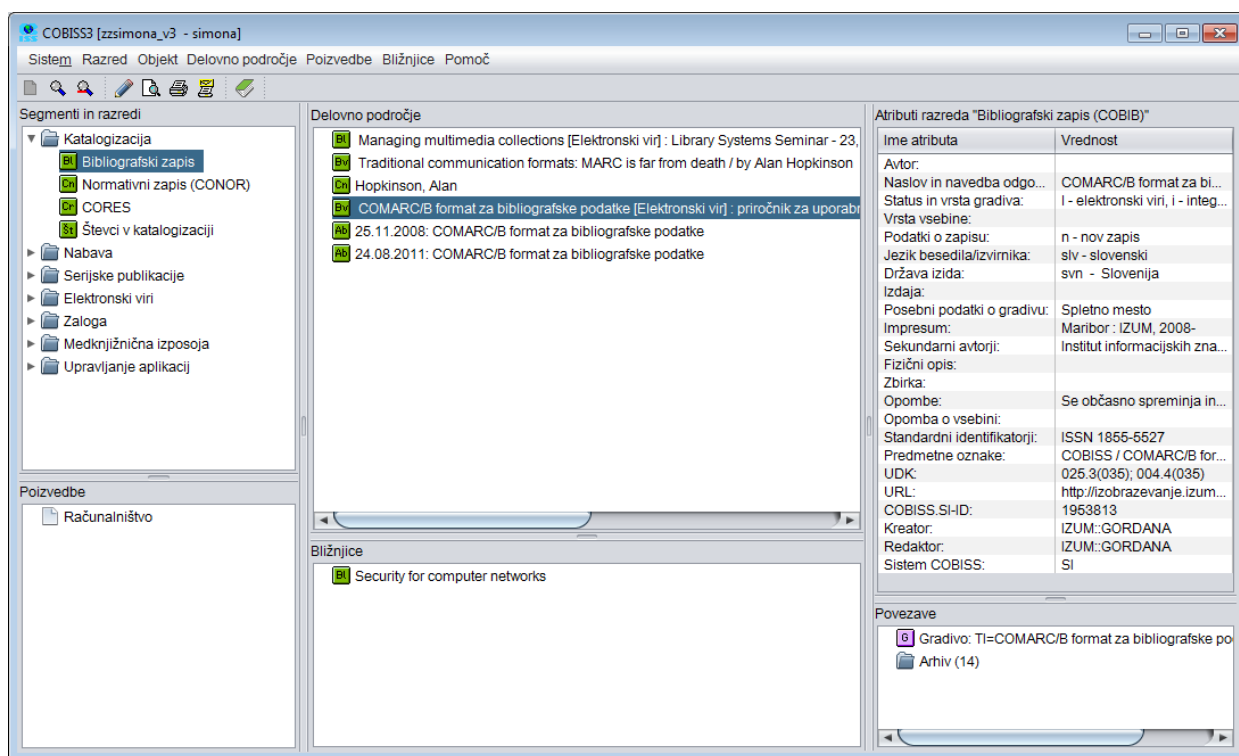 COBISS3 [zzsimona_v3 - simona]
Sistem Razred Objekt Delovno področje Poizvedbe Bližnjice Pomoč
Segmenti in razredi
Katalogizacija
Bl Bibliografski zapis
Cn Normativni zapis (CONOR)
Cr CORES
Št Števci v katalogizaciji
Nabava
Serijske publikacije
Elektronski viri
Zaloga
Medknjižnična izposoja
Upravljanje aplikacij
Poizvedbe
Računalništvo
Delovno področje
Bl Managing multimedia collections [Elektronski vir] : Library Systems Seminar - 23,
Bv Traditional communication formats: MARC is far from death / by Alan Hopkinson
Cn Hopkinson, Alan
Bv COMARC/B format za bibliografske podatke [Elektronski vir] : priročnik za uporabn
Ab 25.11.2008: COMARC/B format za bibliografske podatke
Ab 24.08.2011: COMARC/B format za bibliografske podatke
Bližnjice
Bl Security for computer networks
Atributi razreda "Bibliografski zapis (COBIB)"
Ime atributa Vrednost
Avtor:
Naslov in navedba odgo... COMARC/B format za bi...
Status in vrsta gradiva: l - elektronski viri, i - integ...
Vrsta vsebine:
Podatki o zapisu: n - nov zapis
Jezik besedila/izvirnika: slv - slovenski
Država izida: svn - Slovenija
Izdaja:
Posebni podatki o gradivu: Spletno mesto
Impresum: Maribor : IZUM, 2008-
Sekundarni avtorji: Institut informacijskih zna...
Fizični opis:
Zbirka:
Opombe: Se občasno spreminja in...
Opomba o vsebini:
Standardni identifikatorji: ISSN 1855-5527
Predmetne oznake: COBISS / COMARC/B for...
UDK: 025.3(035); 004.4(035)
URL: http://izobrazevanje.izum...
COBISS.SI-ID: 1953813
Kreator: IZUM::GORDANA
Redaktor: IZUM::GORDANA
Sistem COBISS: SI
Povezave
G Gradivo: TI=COMARC/B format za bibliografske po
Arhiv (14)